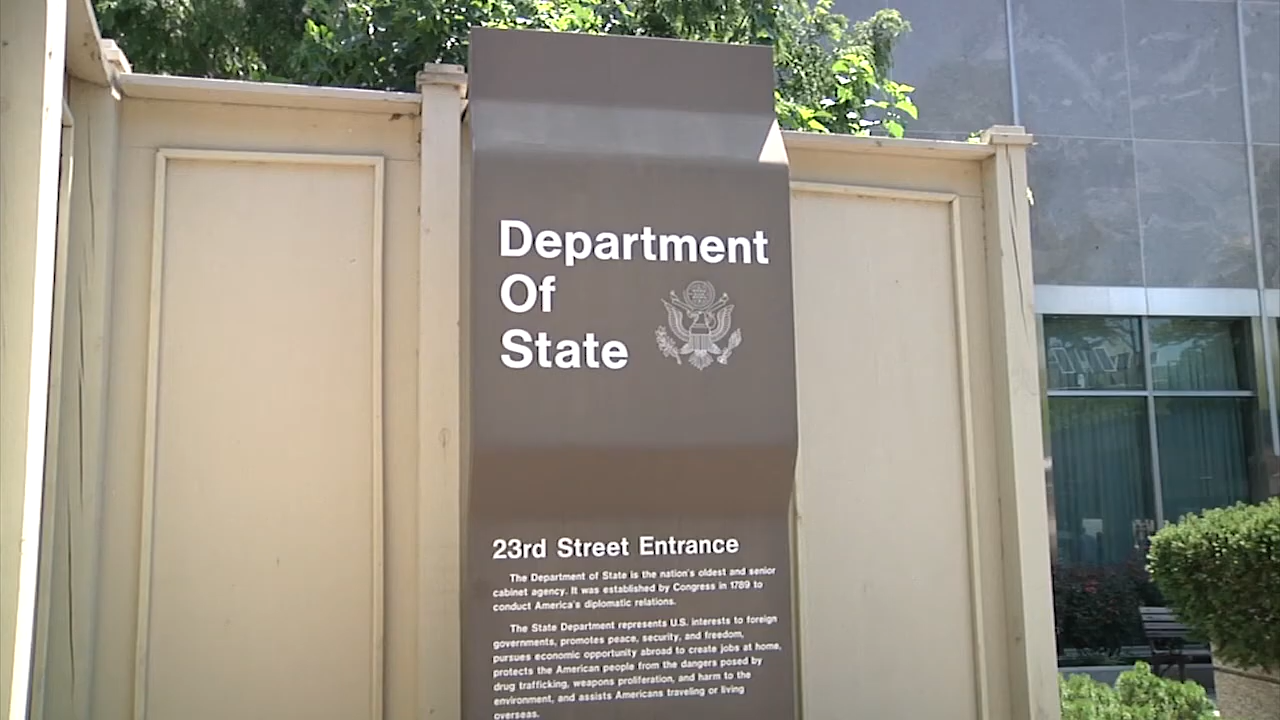 Department
Of
State
23rd Street Entrance
The Department of State is the nation's oldest and senior
cabinet agency. It was established by Congress in 1789 to
conduct America's diplomatic relations.
The State Department represents U.S. interests to foreign
governments, promotes peace, security, and freedom,
pursues economic opportunity abroad to create jobs at home,
protects the American people from the dangers posed by
drug trafficking, weapons proliferation, and harm to the
environment, and assists Americans traveling or living
overseas.